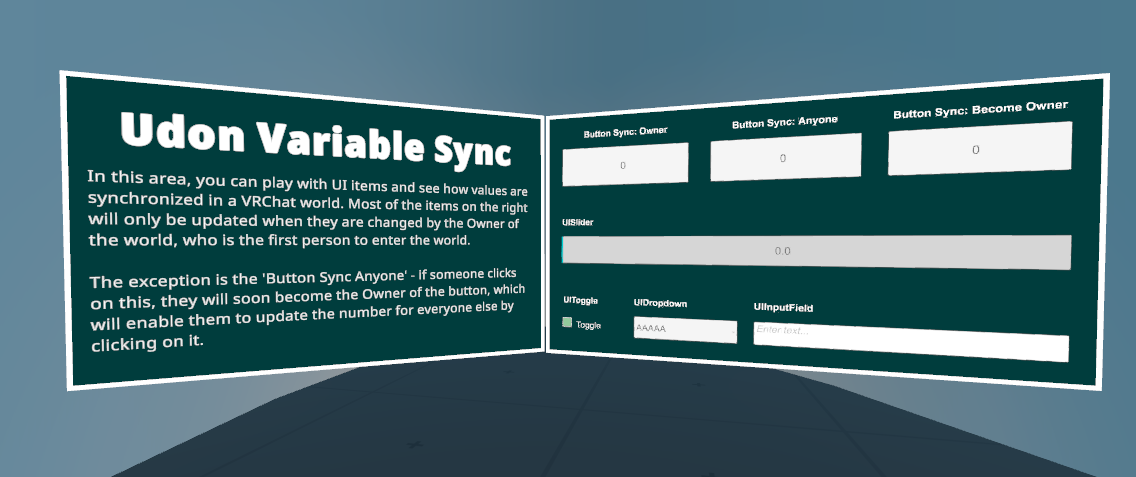 Udon Variable Sync
In this area, you can play with UI items and see how values are
synchronized in a VRChat world. Most of the items on the right
will only be updated when they are changed by the Owner of
the world, who is the first person to enter the world.
The exception is the 'Button Sync Anyone' - If someone clicks
on this, they will soon become the Owner of the button, which
will enable them to update the number for everyone else by
clicking on it.
Button Sync: Owner
Button Sync: Anyone
Button Sync: Become Owner
0
0
0
UISlider
0.0
UIToggle
UIDropdown
UIInputField
Toggle
AAAAA
Enter text...